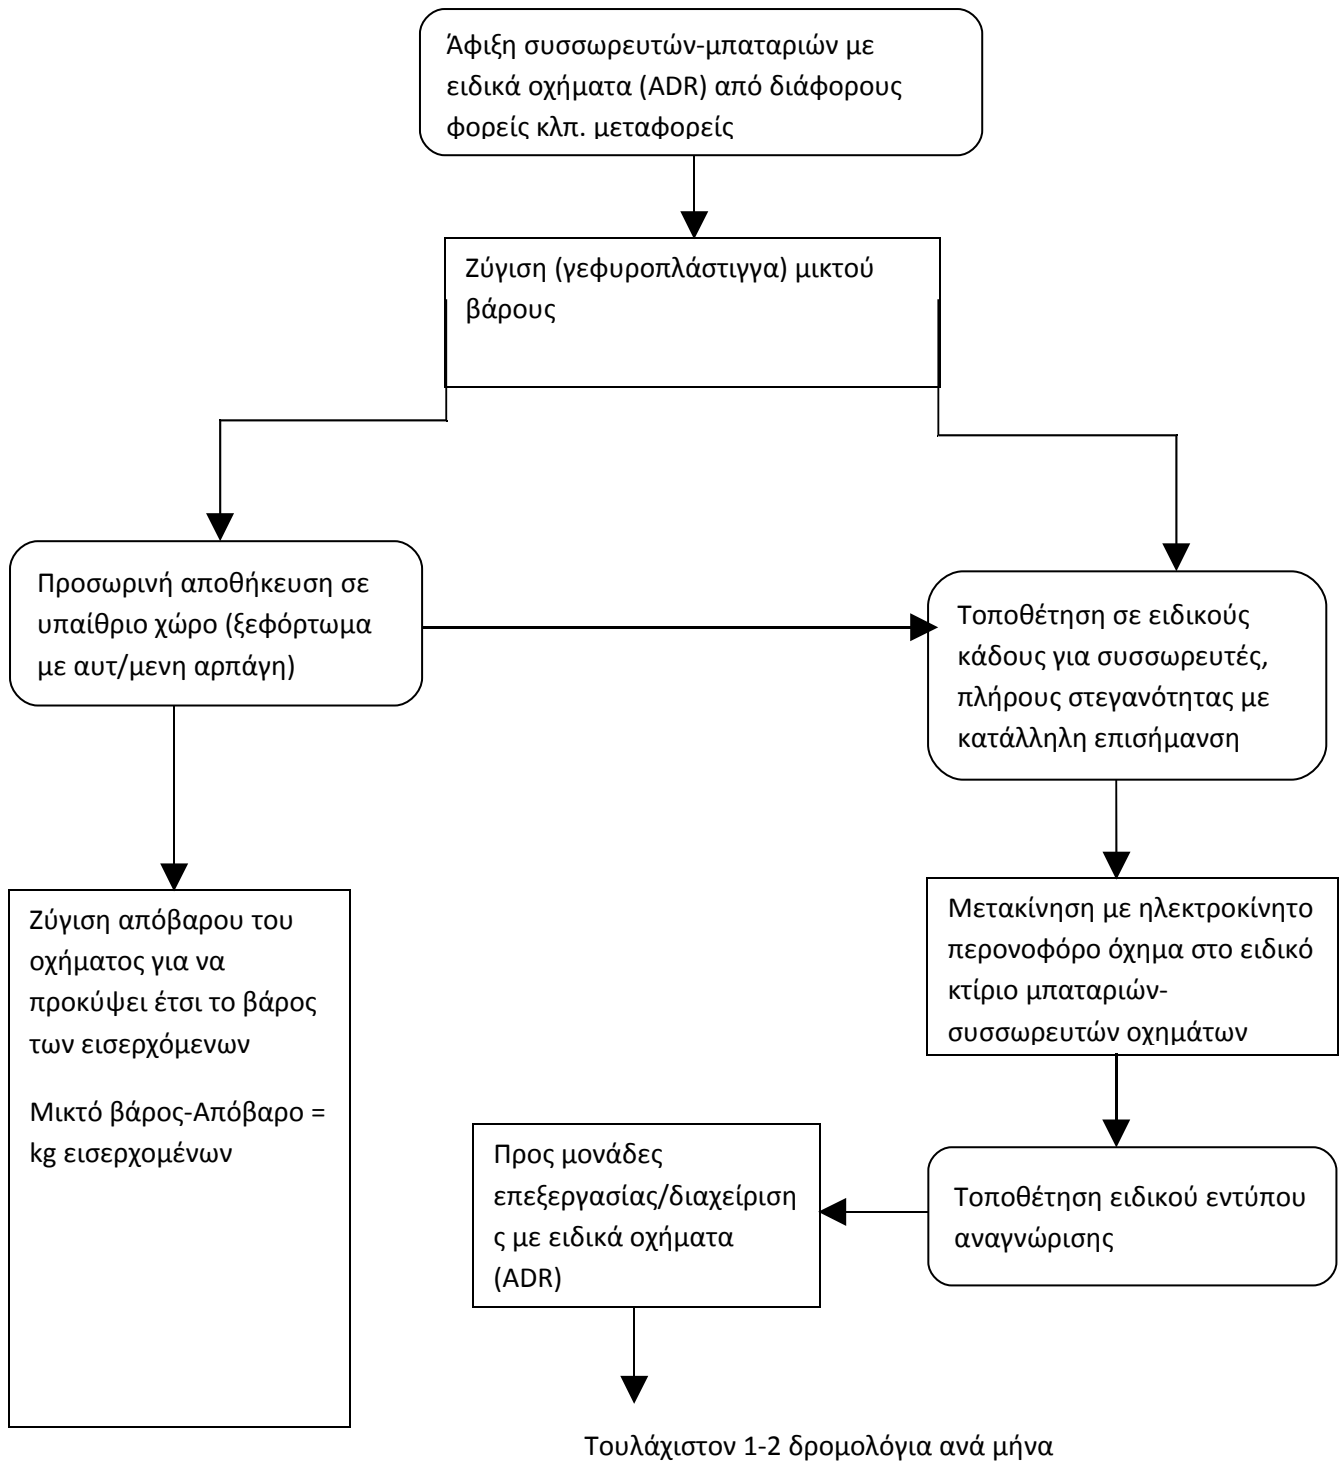 Άφιξη συσσωρευτών-μπαταριών με
ειδικά οχήματα (ADR) από διάφορους
φορείς κλπ. μεταφορείς
Ζύγιση (γεφυροπλάστιγγα) μικτού
βάρους
Προσωρινή αποθήκευση σε
υπαίθριο χώρο (ξεφόρτωμα
με αυτ/μενη αρπάγη)
Τοποθέτηση σε ειδικούς
κάδους για συσσωρευτές,
πλήρους στεγανότητας με
κατάλληλη επισήμανση
Ζύγιση απόβαρου του
οχήματος για να
προκύψει έτσι το βάρος
των εισερχόμενων
Μικτό βάρος-Απόβαρο =
kg εισερχομένων
Μετακίνηση με ηλεκτροκίνητο
περονοφόρο όχημα στο ειδικό
κτίριο μπαταριών-
συσσωρευτών οχημάτων
Προς μονάδες
επεξεργασίας/διαχείριση
ς με ειδικά οχήματα
(ADR)
Τοποθέτηση ειδικού εντύπου
αναγνώρισης
Τουλάχιστον 1-2 δρομολόγια ανά μήνα